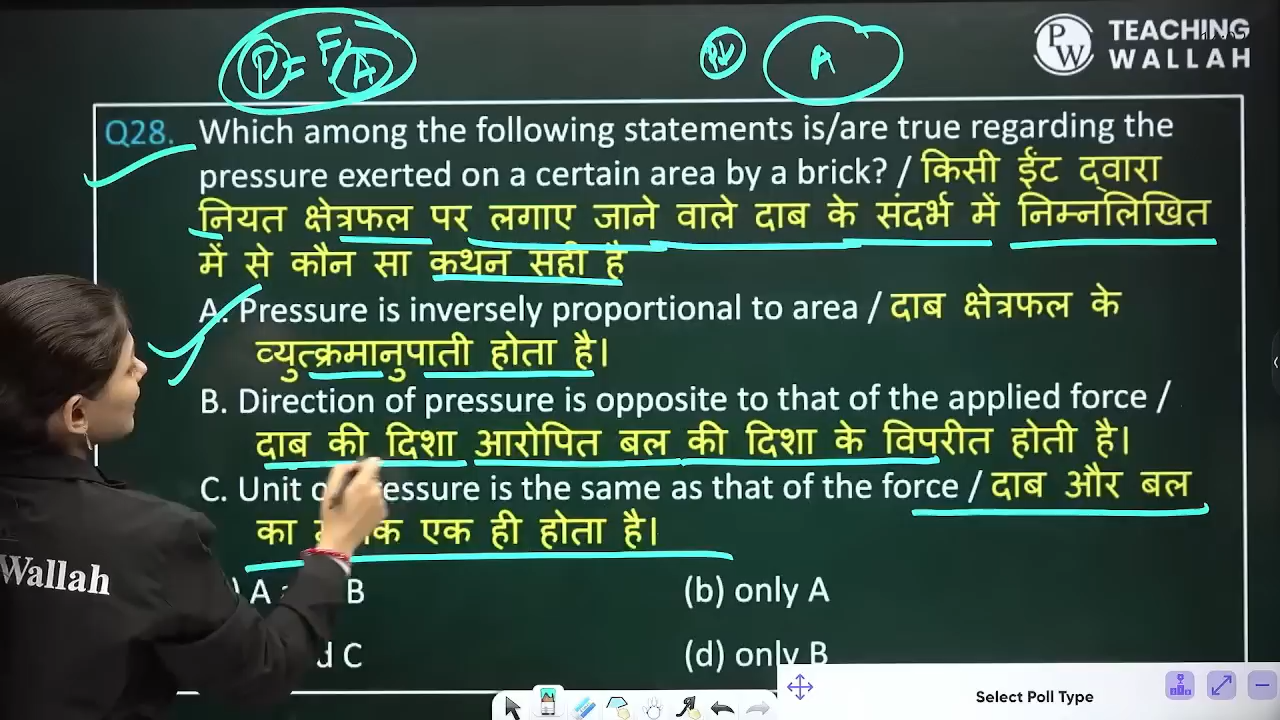 P = F/A
P↓ A
TEACHING
WALLAH
Q28. Which among the following statements is/are true regarding the
pressure exerted on a certain area by a brick? / किसी ईंट द्वारा
नियत क्षेत्रफल पर लगाए जाने वाले दाब के संदर्भ में निम्नलिखित
में से कौन सा कथन सही है
A. Pressure is inversely proportional to area / दाब क्षेत्रफल के
व्युत्क्रमानुपाती होता है।
B. Direction of pressure is opposite to that of the applied force /
दाब की दिशा आरोपित बल की दिशा के विपरीत होती है।
C. Unit of pressure is the same as that of the force / दाब और बल
का एक ही होता है।
A B (b) only A
C (d) only B
Wallah
Select Poll Type